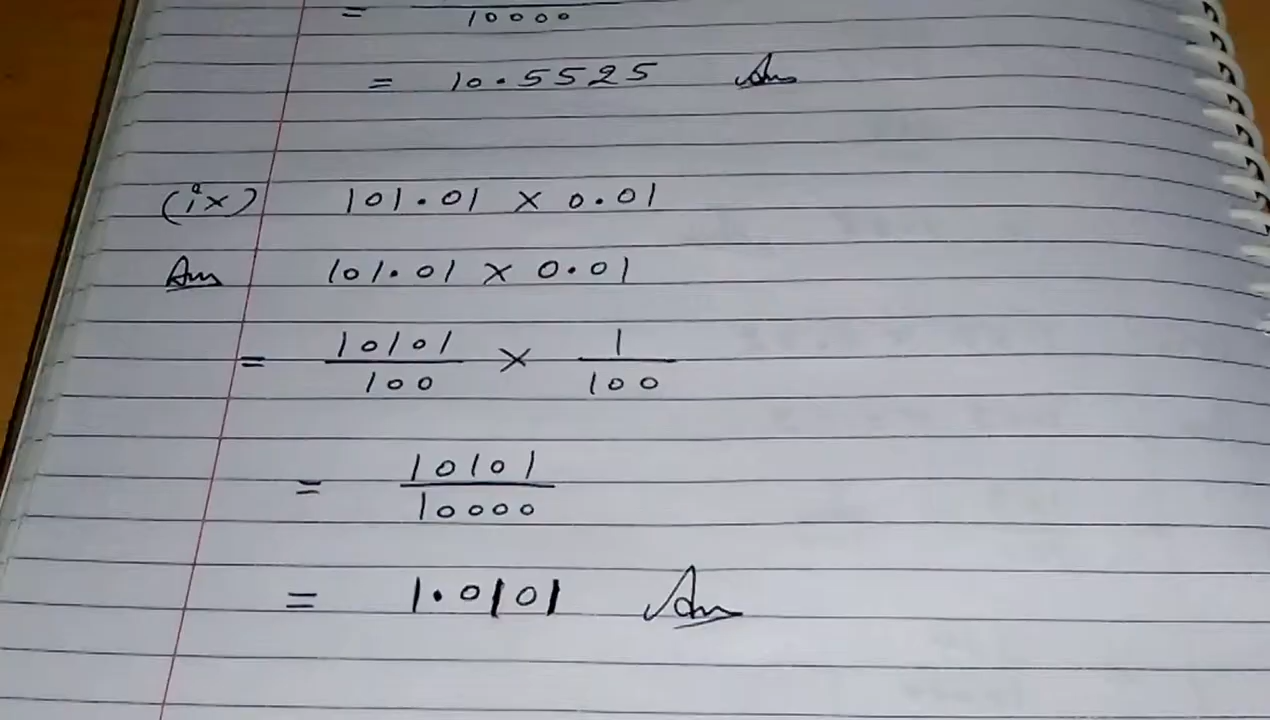 = 10000
= 10.5525 Ans
(ix) 101.01 × 0.01
Ans 101.01 × 0.01
= 10101/100 × 1/100
= 10101/10000
= 1.0101 Ans